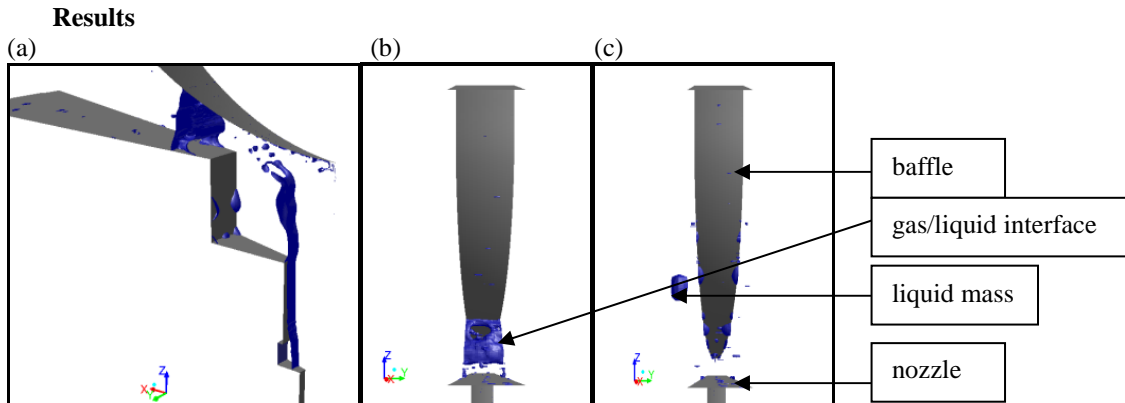 Results
(a)
(b)
(c)
baffle
gas/liquid interface
liquid mass
nozzle
Z
X
Y
Z
X
Y
Z
X
Y